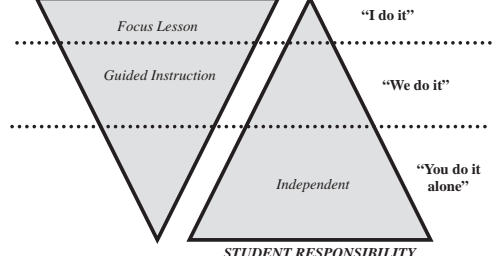 Focus Lesson
“I do it”
Guided Instruction
“We do it”
Independent
“You do it
alone”
STUDENT RESPONSIBILITY